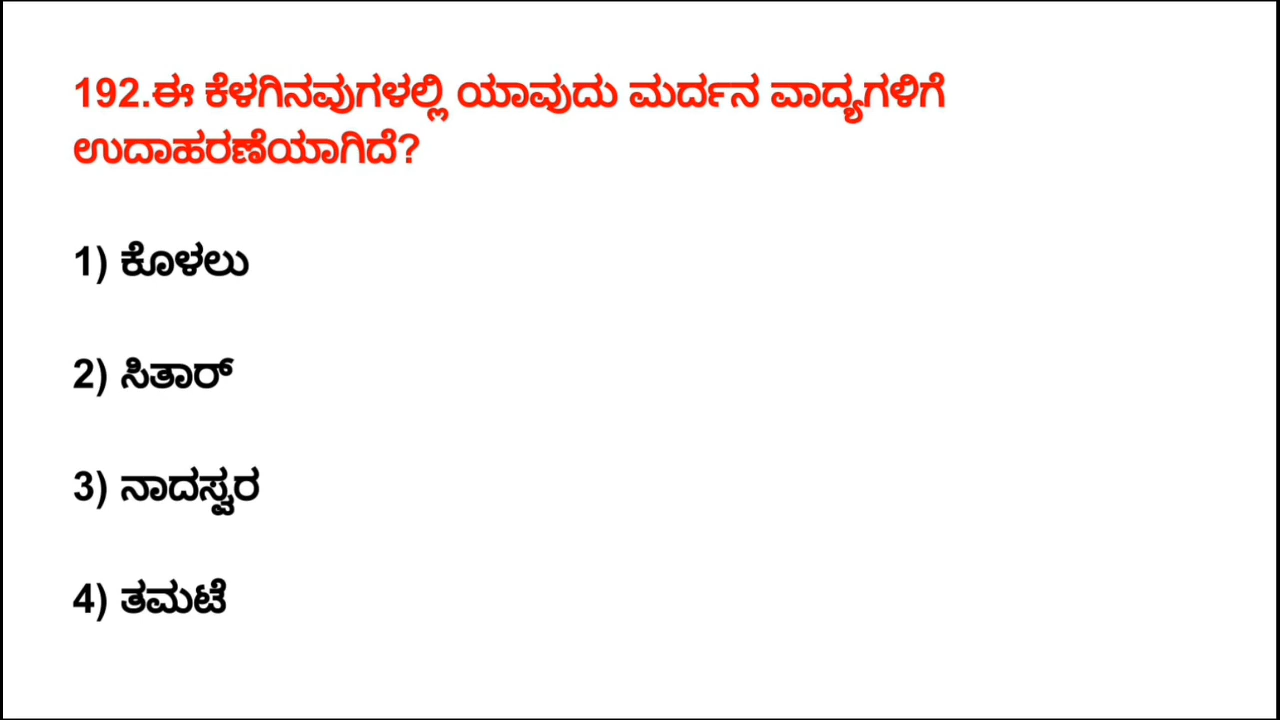 192.ಈ ಕೆಳಗಿನವುಗಳಲ್ಲಿ ಯಾವುದು ಮರ್ದನ ವಾದ್ಯಗಳಿಗೆ
ಉದಾಹರಣೆಯಾಗಿದೆ?
1) ಕೊಳಲು
2) ಸಿತಾರ್
3) ನಾದಸ್ವರ
4) ತಮಟೆ